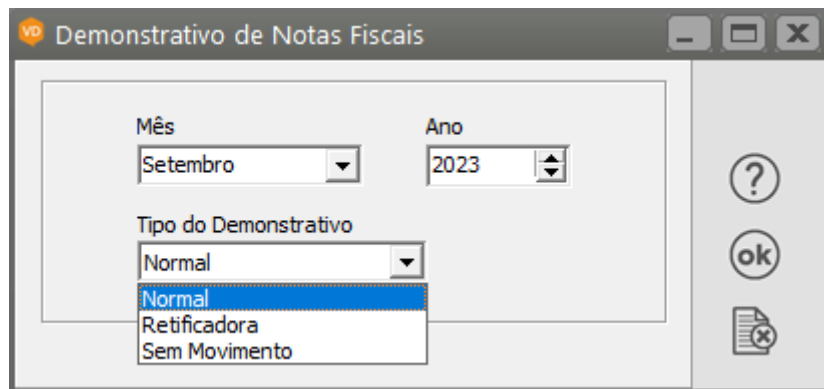 VD Demonstrativo de Notas Fiscais
Mês Ano
Setembro 2023
Tipo do Demonstrativo
Normal
Normal
Retificadora
Sem Movimento
?
ok